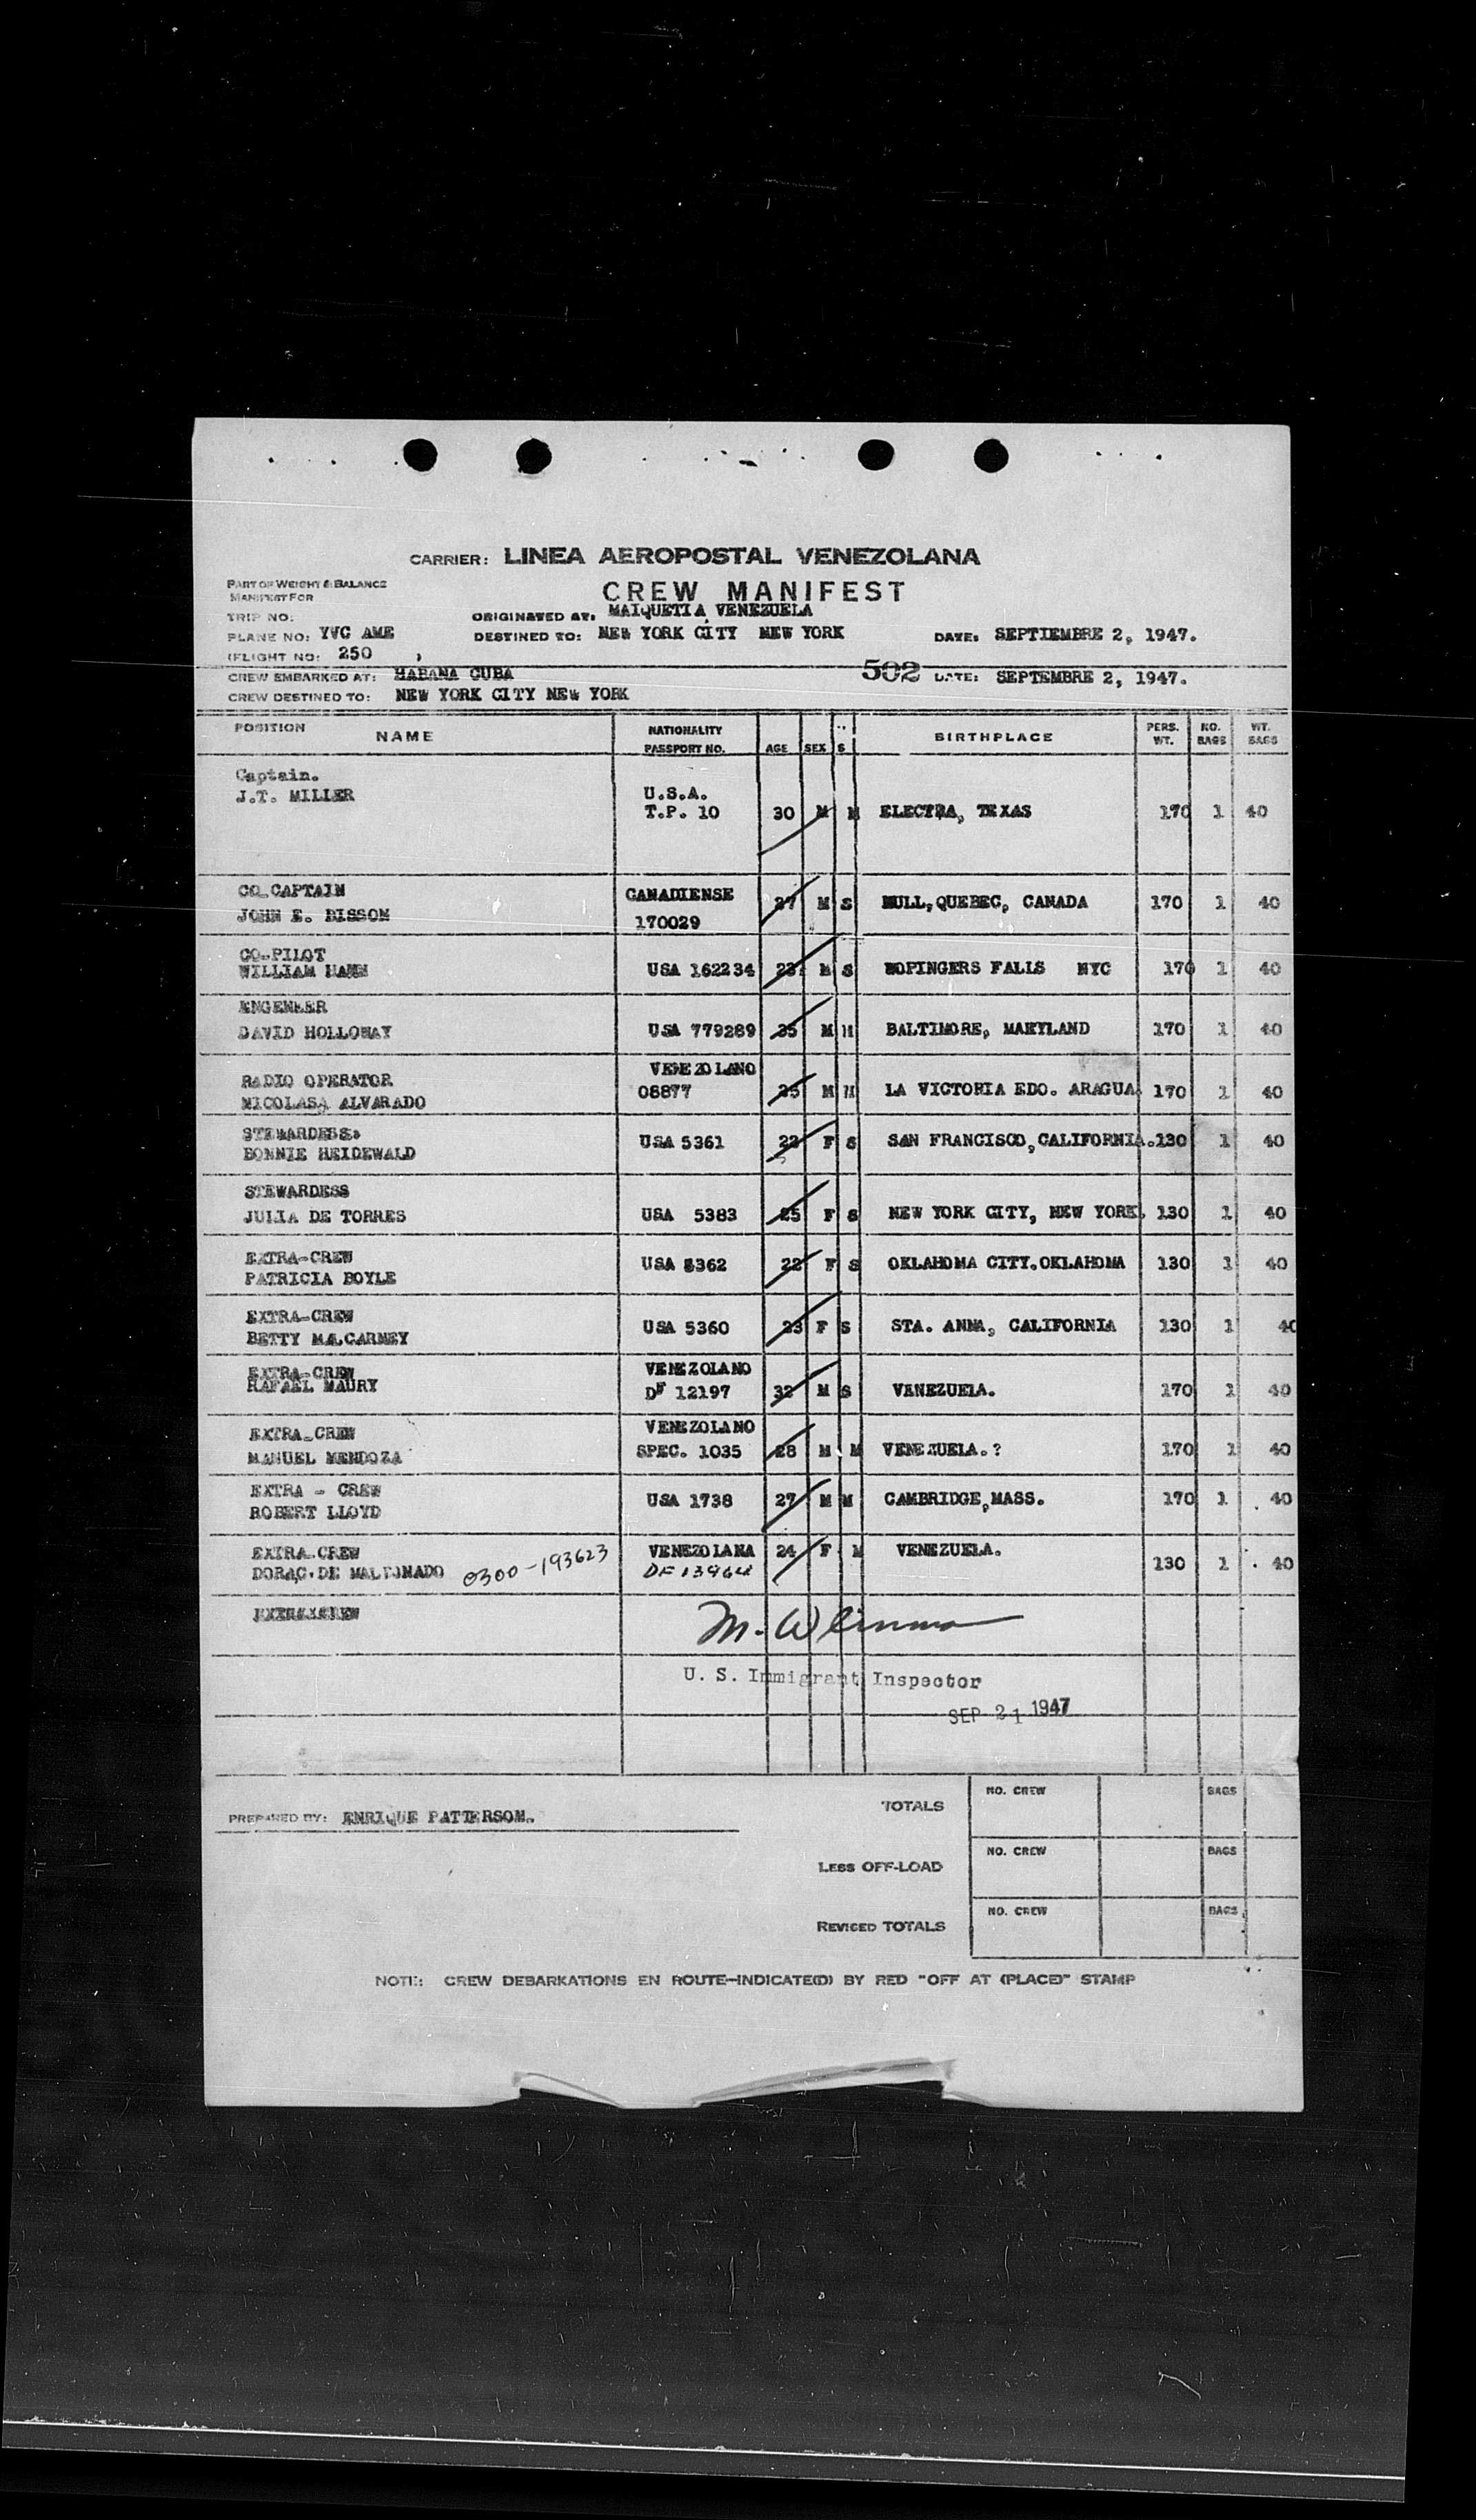 CARRIER: LINEA AEROPOSTAL VENEZOLANA
PART OF WEIGHT & BALANCE
MANIFEST FOR
CREW MANIFEST
TRIP NO: ORIGINATED AT. MAIQUETIA VENEZUELA
PLANE NO: YVC AME DESTINED TO: NEW YORK CITY NEW YORK DATE: SEPTIEMBRE 2, 1947.
(FLIGHT NO: 250
CREW EMBARKED AT: HABANA CUBA 502 DATE: SEPTEMBRE 2, 1947.
CREW DESTINED TO: NEW YORK CITY NEW YORK
POSITION NAME NATIONALITY PASSPORT NO. AGE SEX S BIRTHPLACE PERS. WT. NO. BAGS WT. BAGS
Captain.
J.T. MILLER U.S.A. T.P. 10 30 M M ELECTRA, TEXAS 170 1 40
CO_CAPTAIN
JOHN E. BISSON CANADIENSE 170029 27 M S HULL, QUEBEC, CANADA 170 1 40
CO-PILOT
WILLIAM USA 162234 23 M S FALLS NYC 170 1 40
ENGENEER
DAVID HOLLOWAY USA 779289 35 M M BALTIMORE, MARYLAND 170 1 40
RADIO OPERATOR
NICOLASA ALVARADO VENEZOLANO 08877 35 M M LA VICTORIA EDO. ARAGUA. 170 1 40
STEWARDESS.
BONNIE HEIDEWALD USA 5361 22 F S SAN FRANCISCO, CALIFORNIA. 130 1 40
STEWARDESS
JULIA DE TORRES USA 5383 25 F S NEW YORK CITY, NEW YORK. 130 1 40
EXTRA-CREW
PATRICIA BOYLE USA 5362 22 F S OKLAHOMA CITY. OKLAHOMA 130 1 40
EXTRA-CREW
BETTY USA 5360 23 F S STA. ANNA, CALIFORNIA 130 1 40
EXTRA-CREW
RAFAEL MAURY VENEZOLANO DF 12197 32 M S VENEZUELA. 170 1 40
EXTRA_CREW
MANUEL MENDOZA VENEZOLANO SPEC. 1035 28 M M VENEZUELA. ? 170 1 40
EXTRA - CREW
ROBERT LLOYD USA 1738 27 M M CAMBRIDGE, MASS. 170 1 40
EXTRA.CREW
DORA C. DE MALDONADO 0300-193623 VENEZOLANA DF 13964 24 F M VENEZUELA. 130 1 40
U. S. Immigrant Inspector
SEP 21 1947
PREPARED BY: ENRIQUE PATTERSON.
TOTALS NO. CREW BAGS
LESS OFF-LOAD NO. CREW BAGS
REVISED TOTALS NO. CREW BAGS
NOTE: CREW DEBARKATIONS EN ROUTE—INDICATE(D) BY RED "OFF AT (PLACE)" STAMP